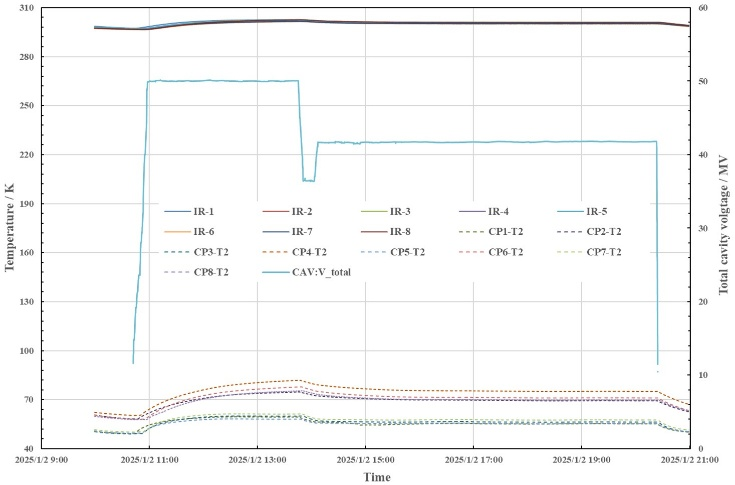 310
280
250
220
190
160
130
100
70
40
Temperature / K
60
50
40
30
20
10
0
Total cavity volgtage / MV
IR-1 IR-2 IR-3 IR-4 IR-5
IR-6 IR-7 IR-8 CP1-T2 CP2-T2
CP3-T2 CP4-T2 CP5-T2 CP6-T2 CP7-T2
CP8-T2 CAV:V_total
2025/1/2 9:00 2025/1/2 11:00 2025/1/2 13:00 2025/1/2 15:00 2025/1/2 17:00 2025/1/2 19:00 2025/1/2 21:00
Time